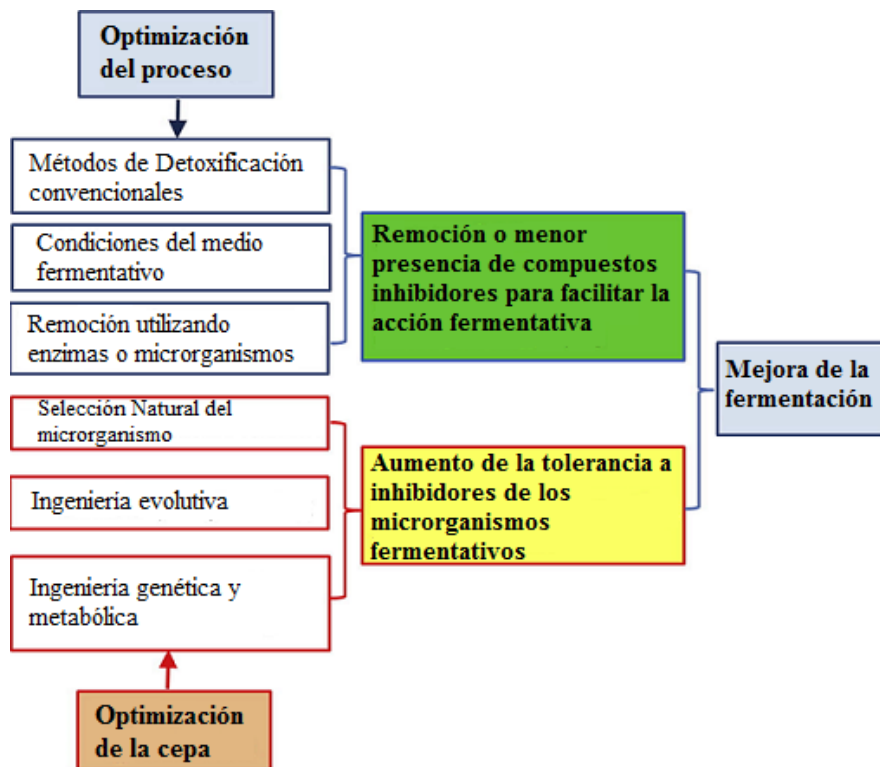 Optimización
del proceso
Métodos de Detoxificación
convencionales
Condiciones del medio
fermentativo
Remoción utilizando
enzimas o microrganismos
Remoción o menor
presencia de compuestos
inhibidores para facilitar la
acción fermentativa
Mejora de la
fermentación
Selección Natural del
microrganismo
Ingeniería evolutiva
Ingeniería genética y
metabólica
Aumento de la tolerancia a
inhibidores de los
microrganismos
fermentativos
Optimización
de la cepa